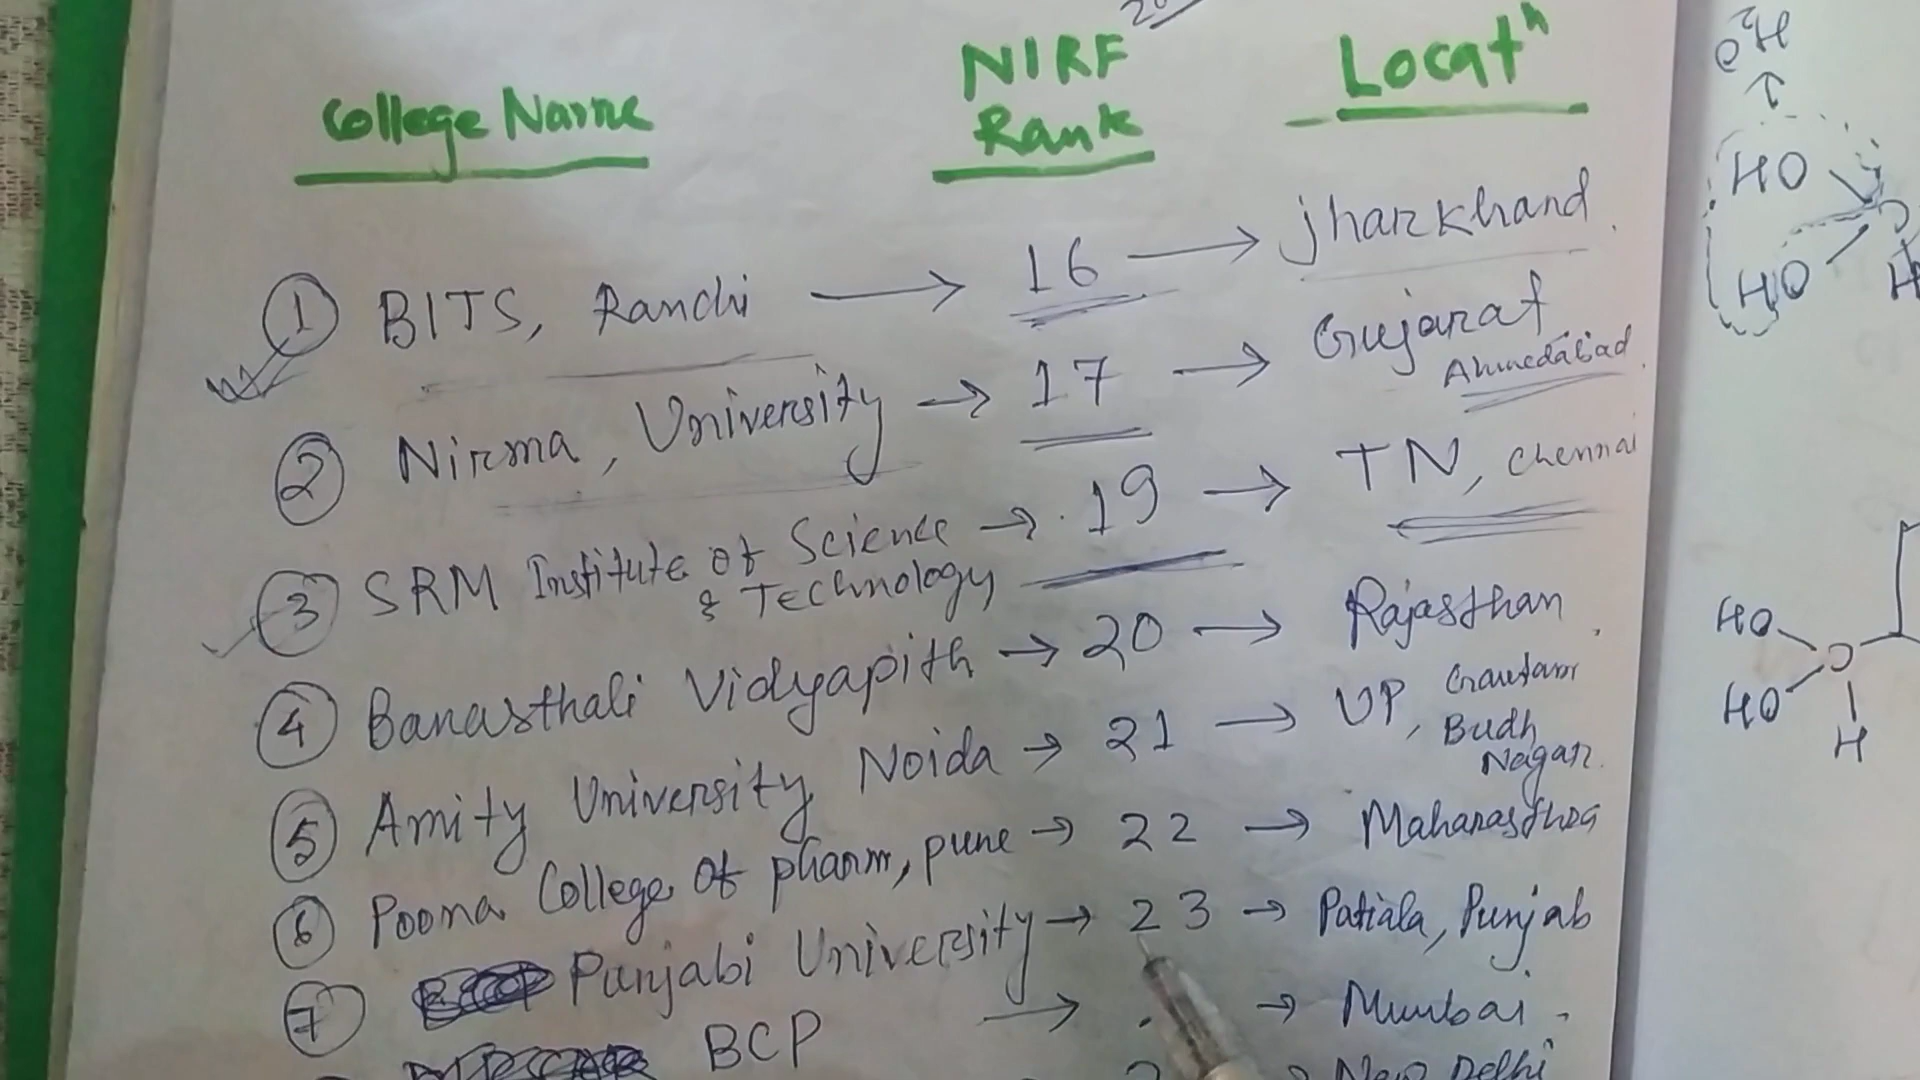 College Name NIRF Rank Locatn
① BITS, Ranchi → 16 → Jharkhand
② Nirma, University → 17 → Gujarat
Ahmedabad
③ SRM Institute of Science → 19 → TN, Chennai
& Technology
④ Banasthali Vidyapith → 20 → Rajasthan
⑤ Amity University Noida → 21 → UP, Gautam
Budh
Nagar
⑥ Poona College of pharm, pune → 22 → Maharasthra
⑦ Punjabi University → 23 → Patiala, Punjab
BCP → → Mumbai
New Delhi
HO
HO
HO
HO
H